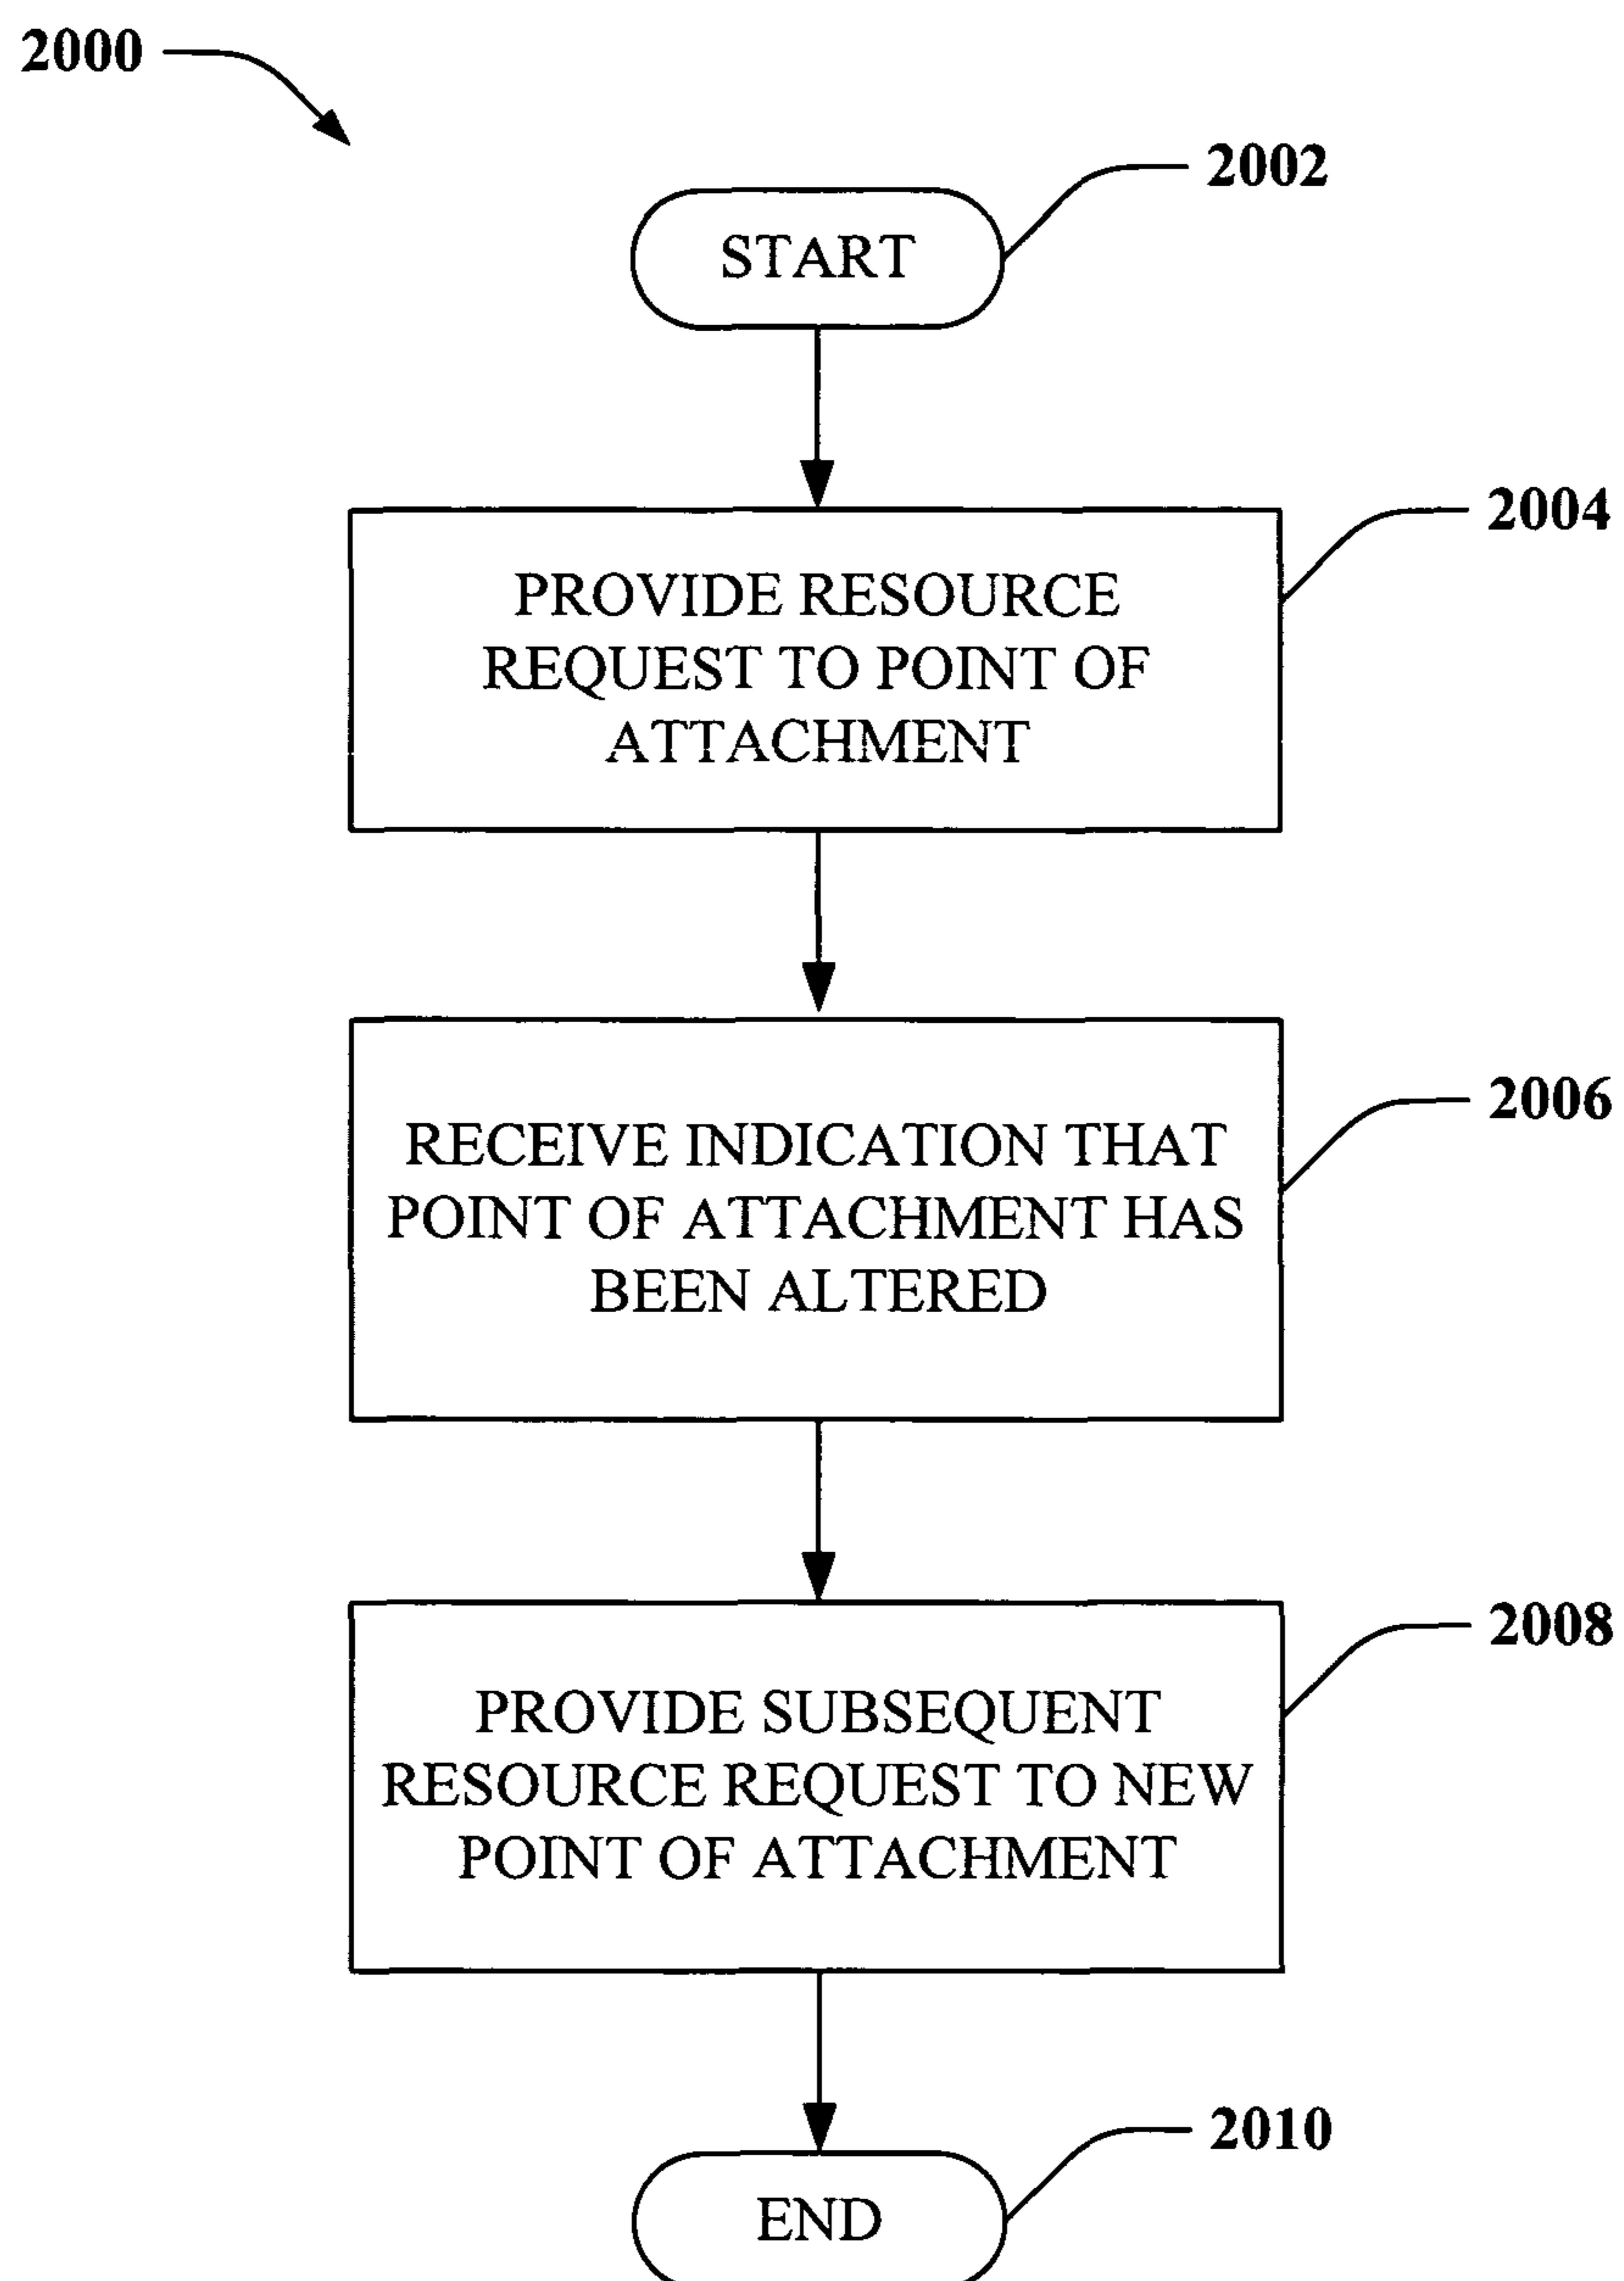 2000
2002
START
2004
PROVIDE RESOURCE
REQUEST TO POINT OF
ATTACHMENT
2006
RECEIVE INDICATION THAT
POINT OF ATTACHMENT HAS
BEEN ALTERED
2008
PROVIDE SUBSEQUENT
RESOURCE REQUEST TO NEW
POINT OF ATTACHMENT
2010
END